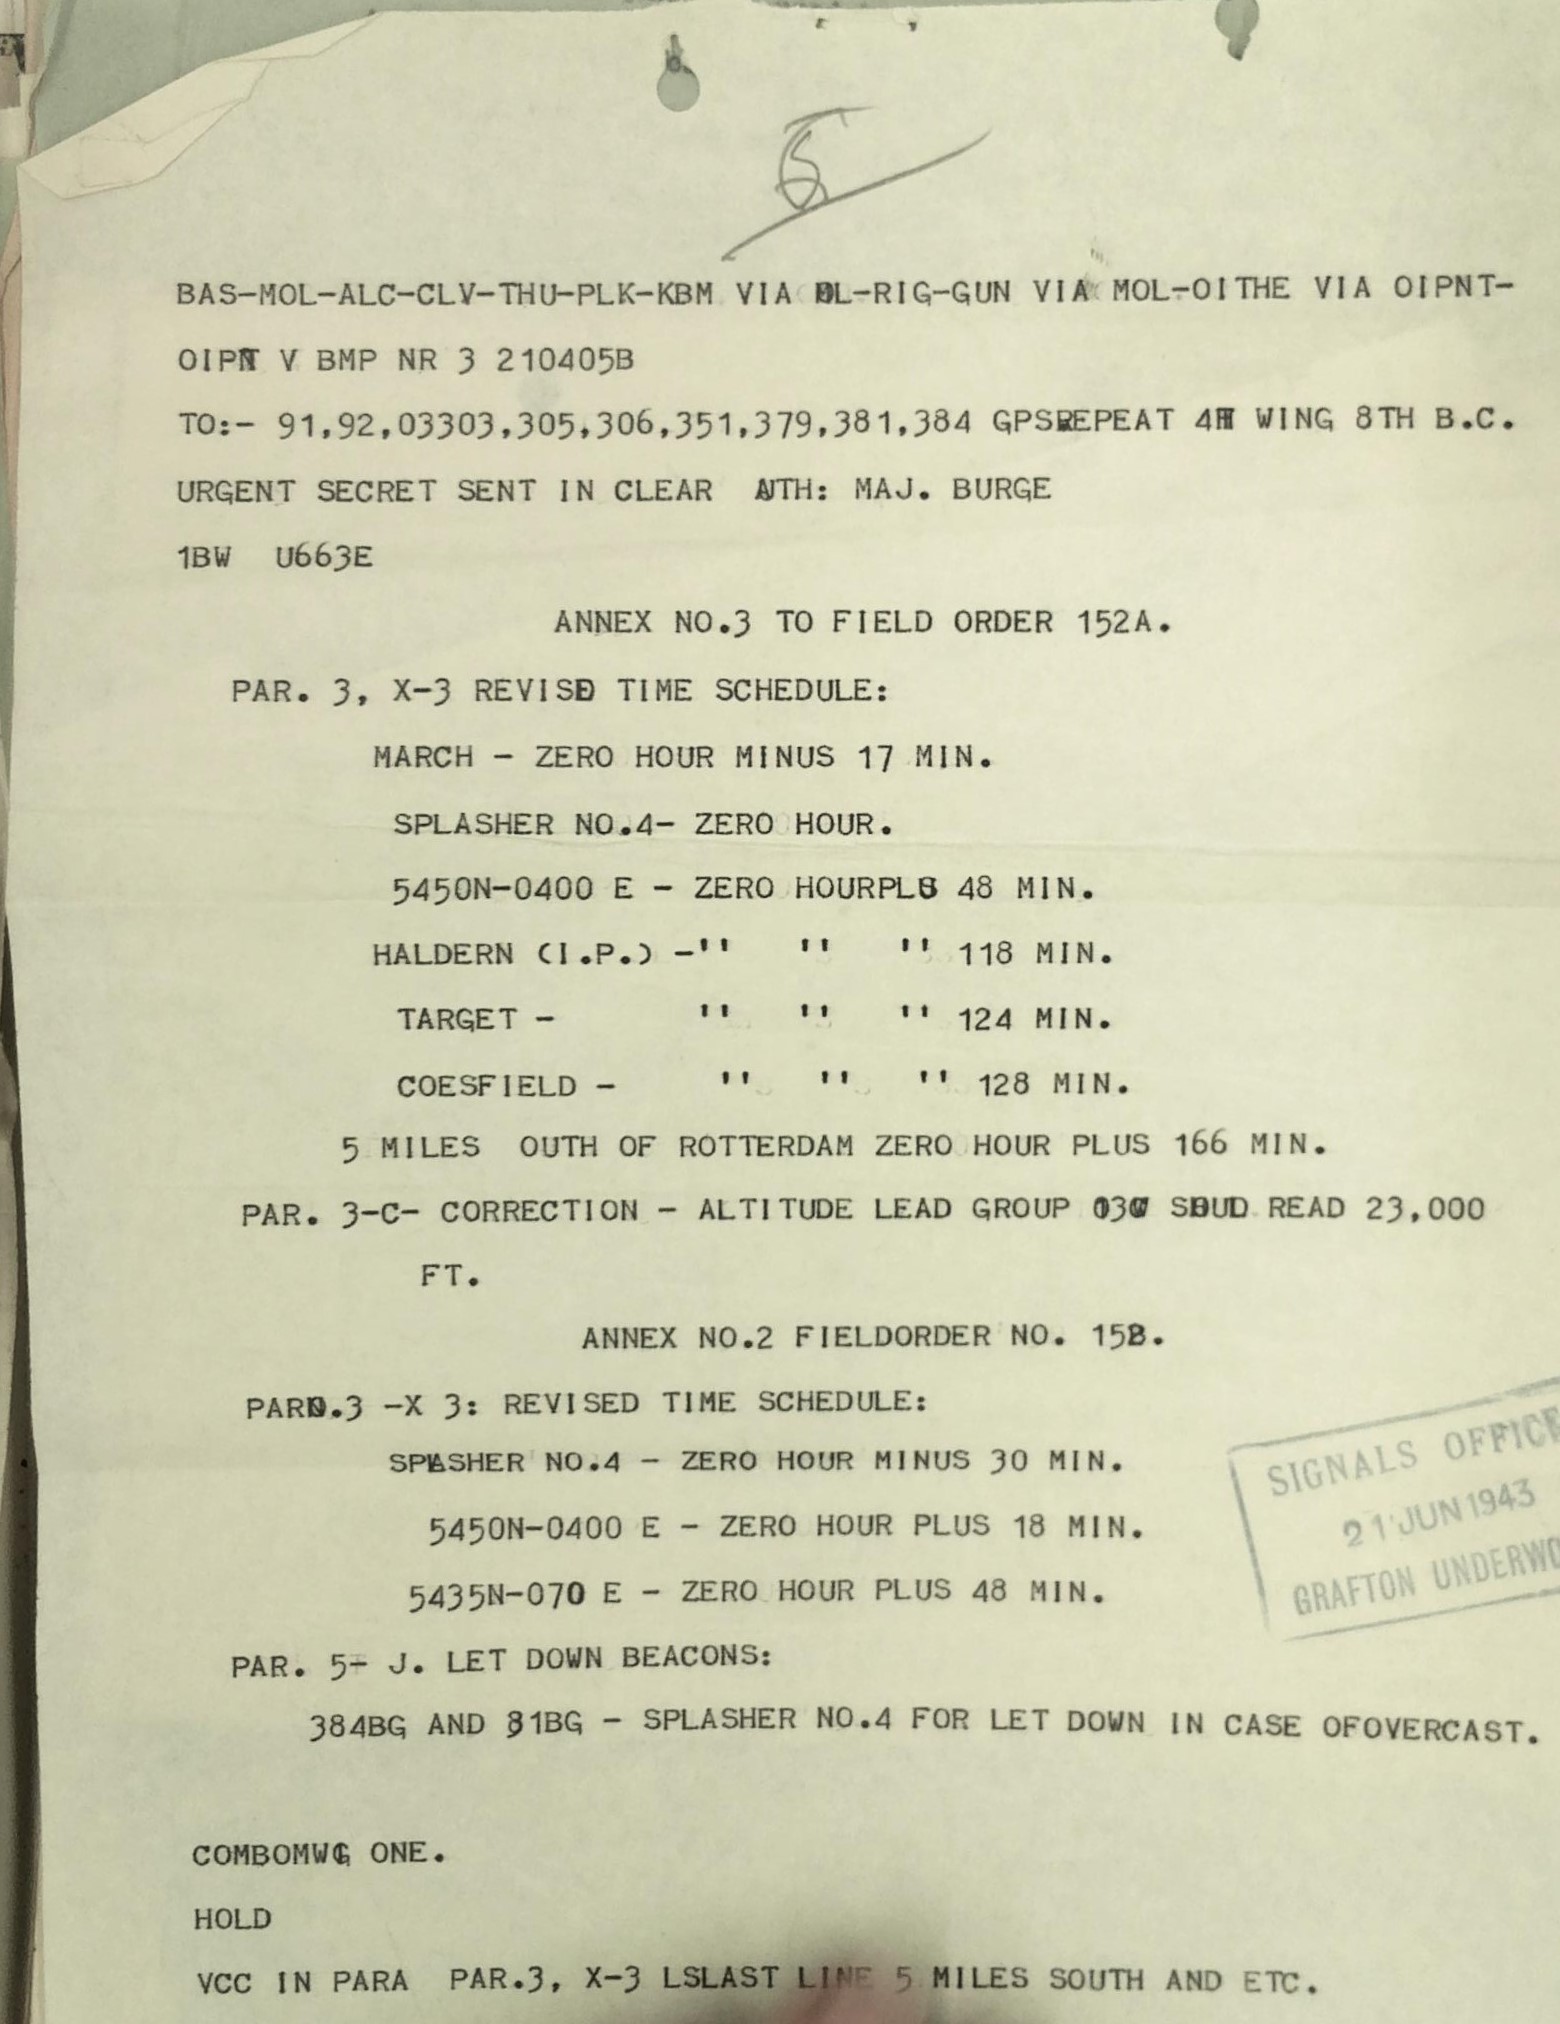 5
BAS-MOL-ALC-CLV-THU-PLK-KBM VIA L-RIG-GUN VIA MOL-OITHE VIA OIPNT-
OIPNT V BMP NR 3 210405B
TO:- 91,92,03303,305,306,351,379,381,384 GPSREPEAT 4H WING 8TH B.C.
URGENT SECRET SENT IN CLEAR AUTH: MAJ. BURGE
1BW U663E
ANNEX NO.3 TO FIELD ORDER 152A.
PAR. 3, X-3 REVISED TIME SCHEDULE:
MARCH - ZERO HOUR MINUS 17 MIN.
SPLASHER NO.4- ZERO HOUR.
5450N-0400 E - ZERO HOURPLUS 48 MIN.
HALDERN (I.P.) -" " " 118 MIN.
TARGET - " " " 124 MIN.
COESFIELD - " " " 128 MIN.
5 MILES OUTH OF ROTTERDAM ZERO HOUR PLUS 166 MIN.
PAR. 3-C- CORRECTION - ALTITUDE LEAD GROUP READ 23,000
FT.
ANNEX NO.2 FIELDORDER NO. 152.
.3 -X 3: REVISED TIME SCHEDULE:
SPLASHER NO.4 - ZERO HOUR MINUS 30 MIN.
5450N-0400 E - ZERO HOUR PLUS 18 MIN.
5435N-070 E - ZERO HOUR PLUS 48 MIN.
PAR. 5- J. LET DOWN BEACONS:
384BG AND 81BG - SPLASHER NO.4 FOR LET DOWN IN CASE OFOVERCAST.
SIGNALS OFFICE
21 JUN 1943
GRAFTON UNDERWO
COMBOMWG ONE.
HOLD
VCC IN PARA PAR.3, X-3 LSLAST LINE 5 MILES SOUTH AND ETC.